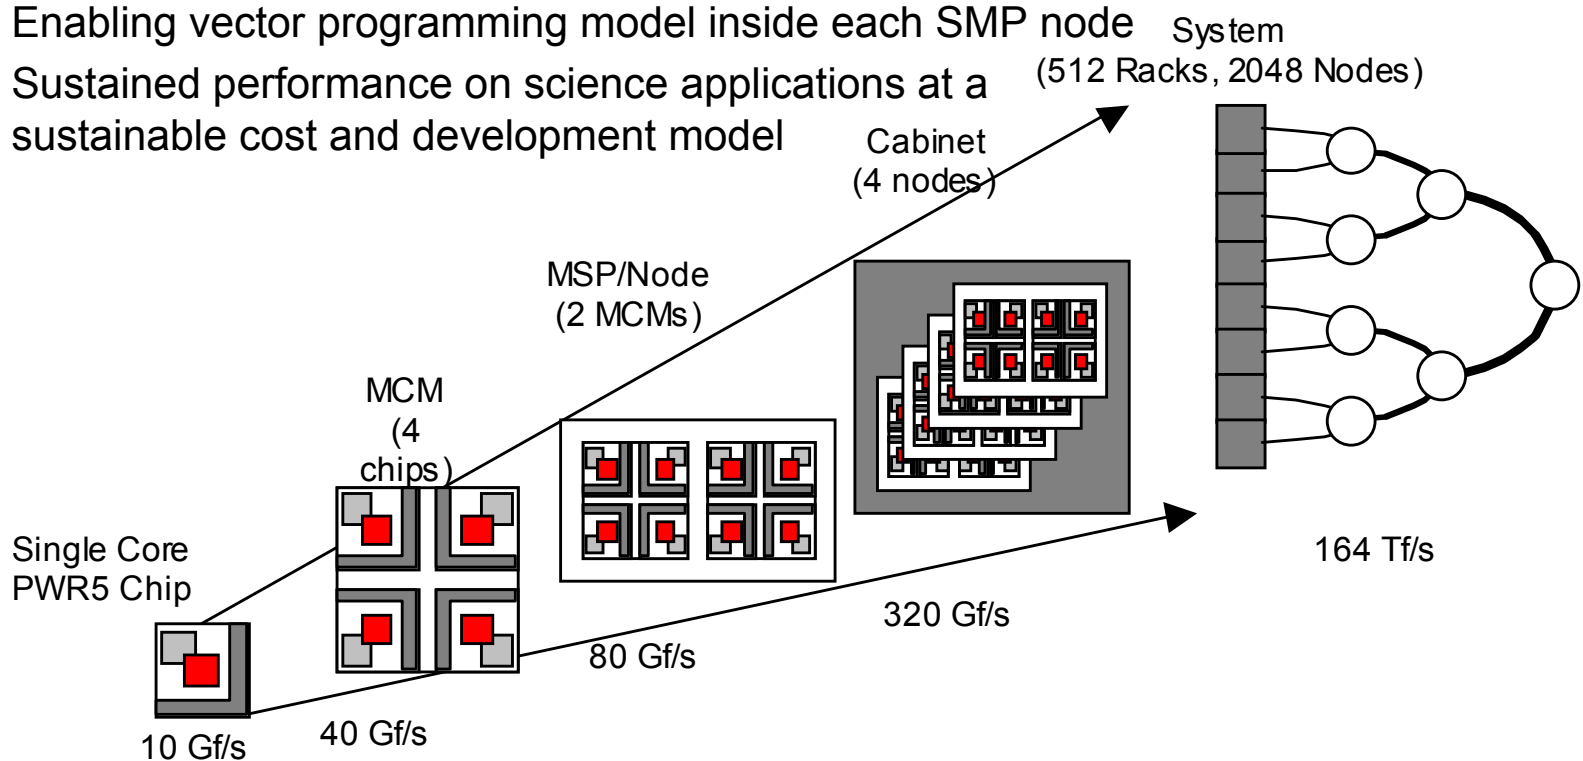 Enabling vector programming model inside each SMP node
Sustained performance on science applications at a
sustainable cost and development model
System
(512 Racks, 2048 Nodes)
Cabinet
(4 nodes)
MSP/Node
(2 MCMs)
MCM
(4
chips)
Single Core
PWR5 Chip
10 Gf/s
40 Gf/s
80 Gf/s
320 Gf/s
164 Tf/s